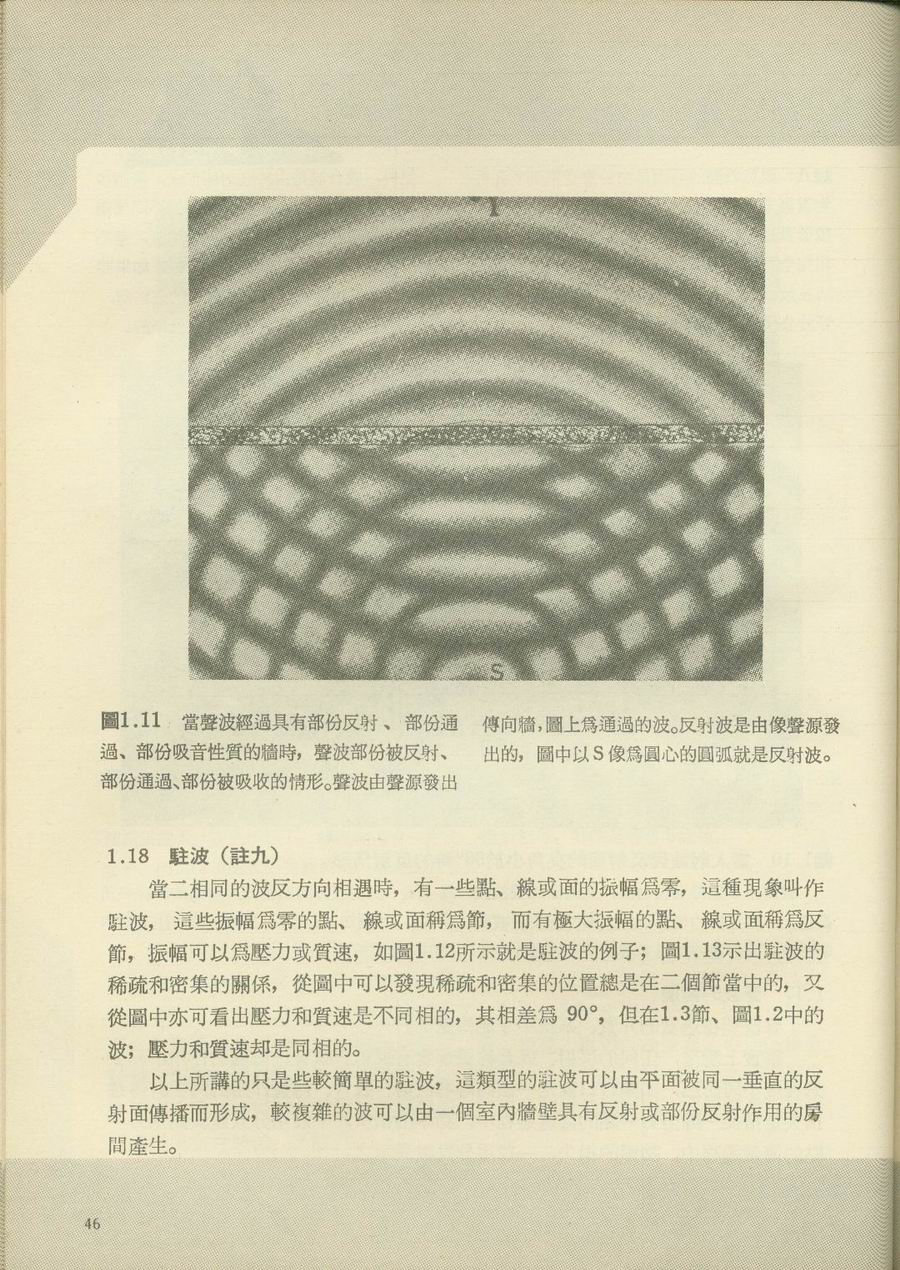 I
S
圖1.11 當聲波經過具有部份反射、部份通
過、部份吸音性質的牆時，聲波部份被反射、
部份通過、部份被吸收的情形。聲波由聲源發出
傳向牆，圖上爲通過的波。反射波是由像聲源發
出的，圖中以S像爲圓心的圓弧就是反射波。
1.18 駐波（註九）
當二相同的波反方向相遇時，有一些點、線或面的振幅爲零，這種現象叫作
駐波，這些振幅爲零的點、線或面稱爲節，而有極大振幅的點、線或面稱爲反
節，振幅可以爲壓力或質速，如圖1.12所示就是駐波的例子；圖1.13示出駐波的
稀疏和密集的關係，從圖中可以發現稀疏和密集的位置總是在二個節當中的，又
從圖中亦可看出壓力和質速是不同相的，其相差爲 90°，但在1.3節、圖1.2中的
波；壓力和質速却是同相的。
以上所講的只是些較簡單的駐波，這類型的駐波可以由平面被同一垂直的反
射面傳播而形成，較複雜的波可以由一個室內牆壁具有反射或部份反射作用的房
間產生。
46